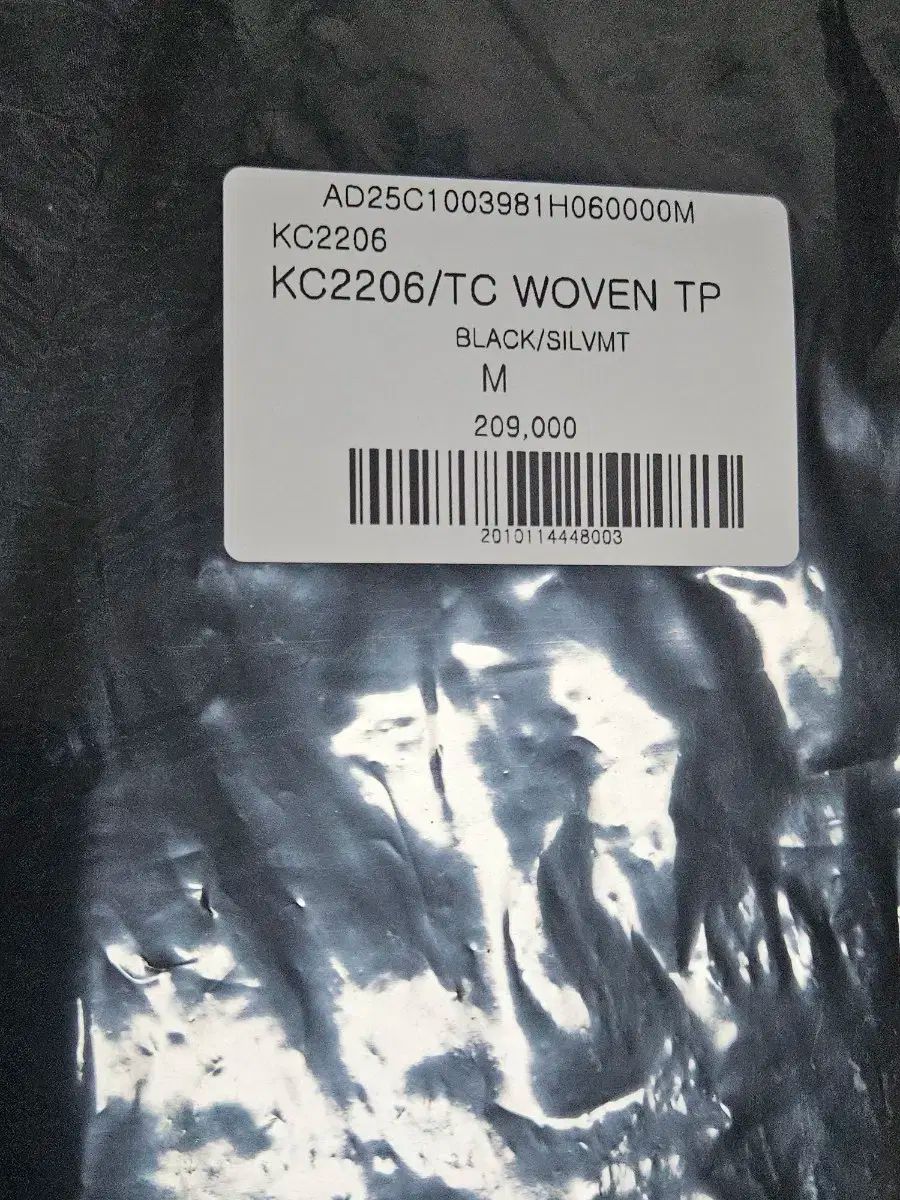 AD25C1003981H060000M
KC2206
KC2206/TC WOVEN TP
BLACK/SILVMT
M
209,000
2010114448003